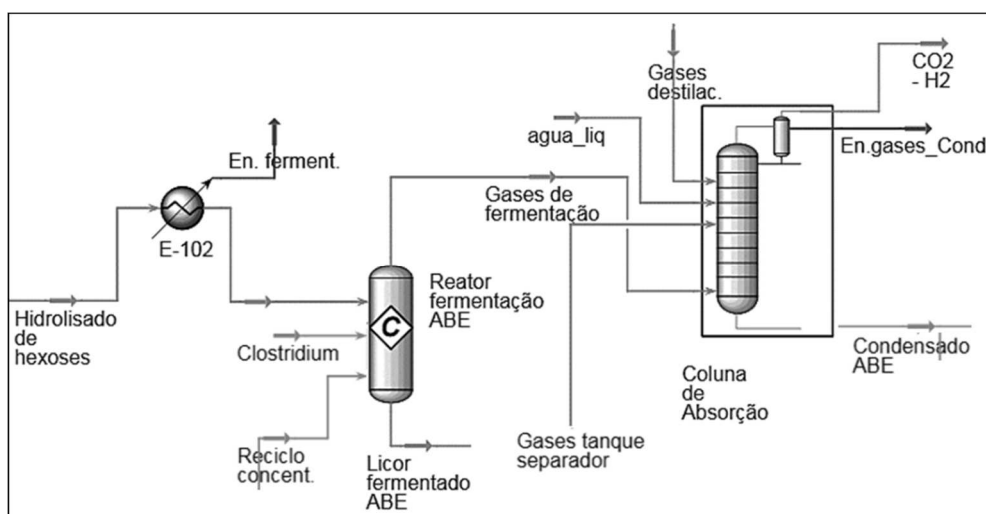 CO2
- H2
Gases
destilac.
agua_liq
En.gases_Cond
En. ferment.
Gases de
fermentação
E-102
Reator
fermentação
ABE
C
Hidrolisado
de
hexoses
Clostridium
Condensado
ABE
Coluna
de
Absorção
Reciclo
concent.
Licor
fermentado
ABE
Gases tanque
separador